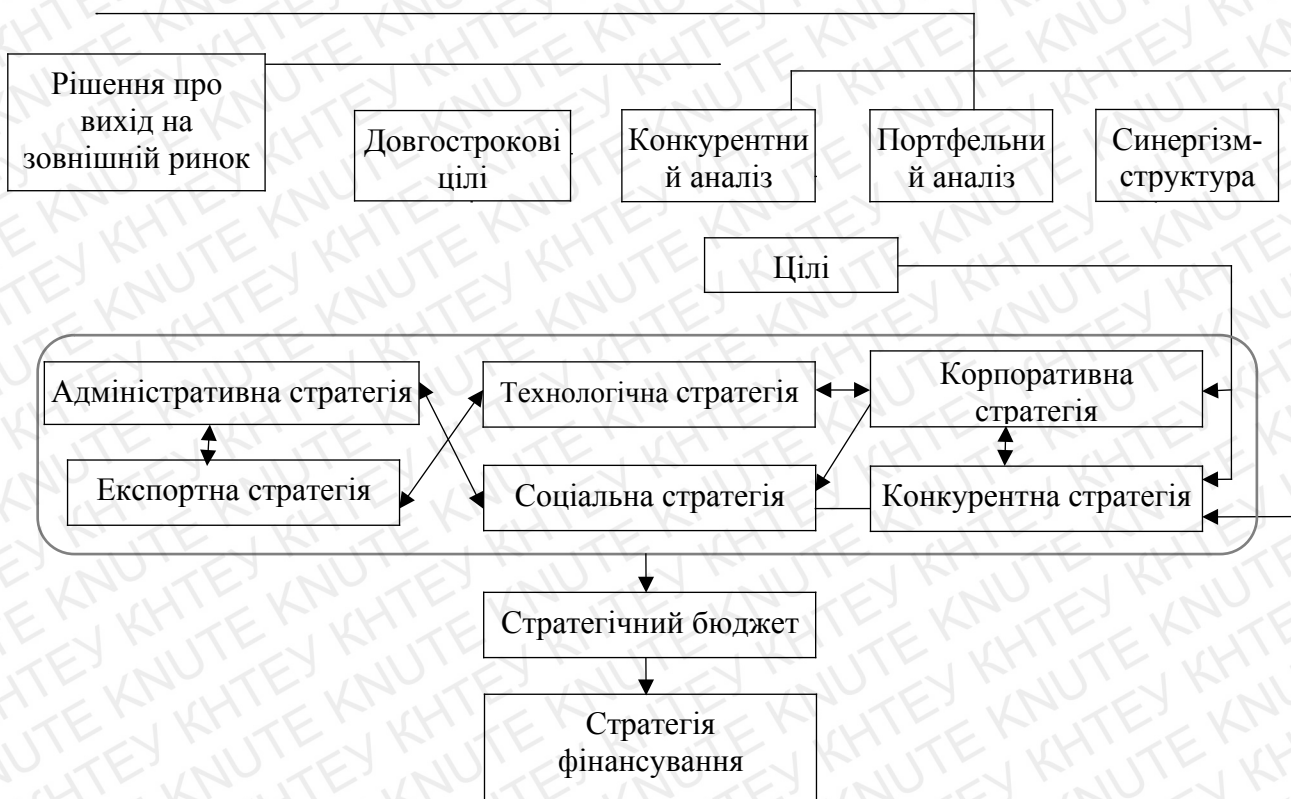 Рішення про
вихід на
зовнішній ринок
Довгострокові
цілі
Конкурентни
й аналіз
Портфельни
й аналіз
Синергізм-
структура
Цілі
Адміністративна стратегія
Технологічна стратегія
Корпоративна
стратегія
Експортна стратегія
Соціальна стратегія
Конкурентна стратегія
Стратегічний бюджет
Стратегія
фінансування